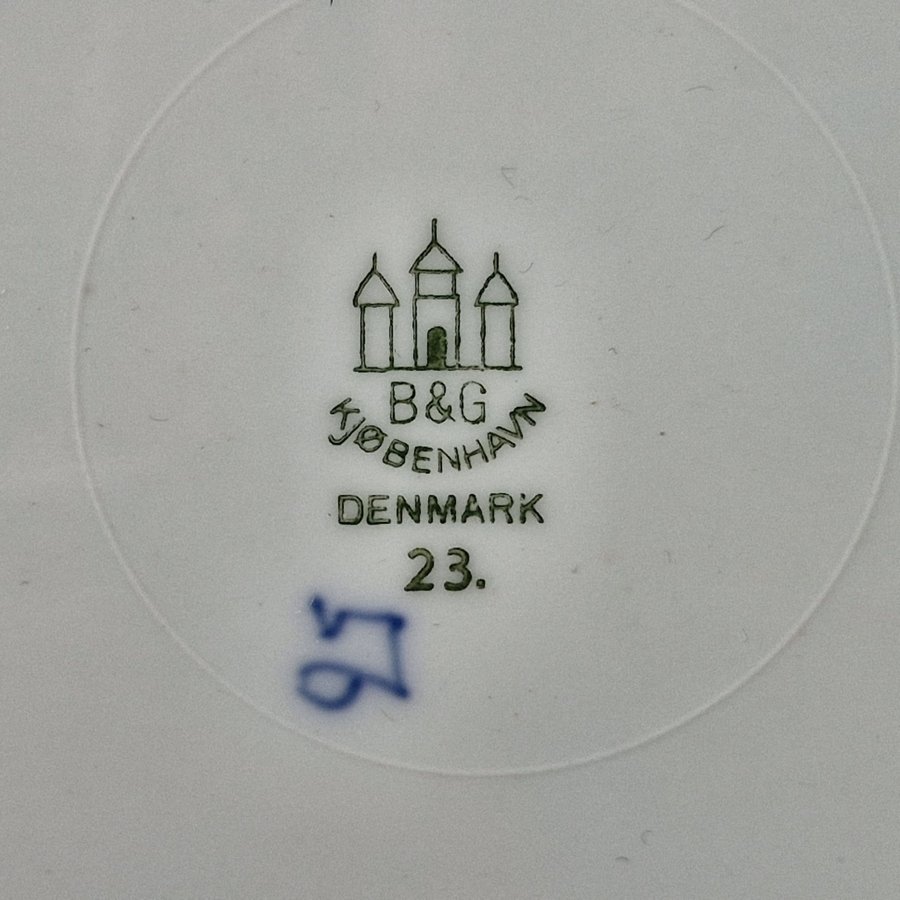 B&G
KJØBENHAVN
DENMARK
23.